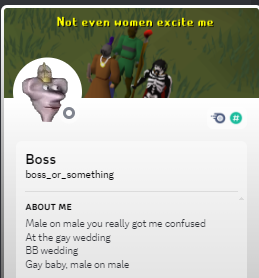 Not even women excite me
Boss
boss_or_something
ABOUT ME
Male on male you really got me confused
At the gay wedding
BB wedding
Gay baby, male on male